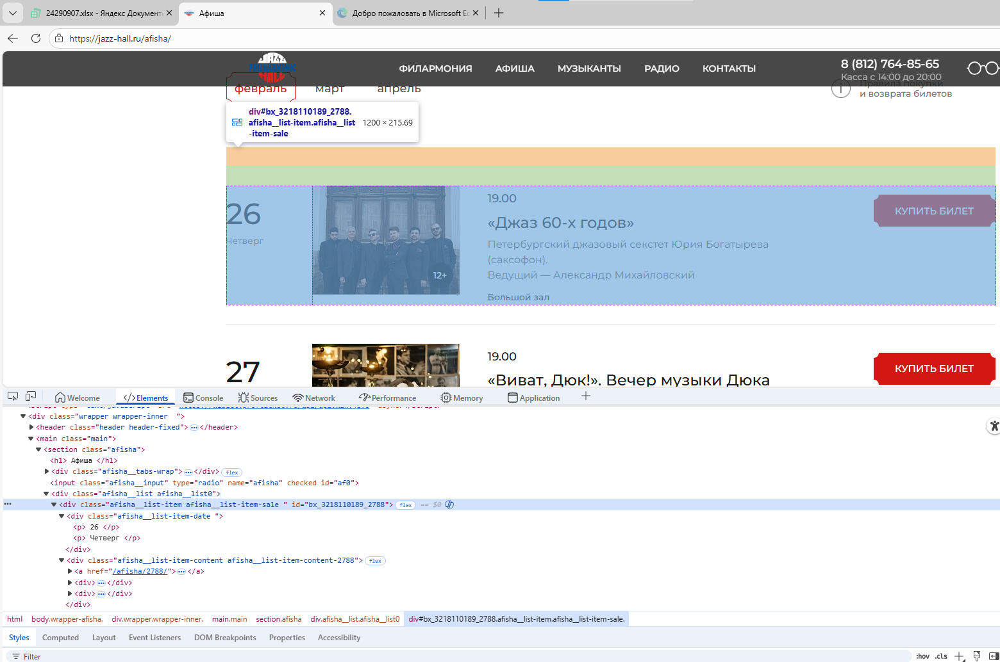 24290907.xlsx - Яндекс Документ
Афиша
Добро пожаловать в Microsoft Ed
https://jazz-hall.ru/afisha/
JAZZ
PHILHARMONIC
HALL
ФИЛАРМОНИЯ
АФИША
МУЗЫКАНТЫ
РАДИО
КОНТАКТЫ
8 (812) 764-85-65
Касса с 14:00 до 20:00
февраль
март
апрель
Правила покупки
и возврата билетов
div#bx_3218110189_2788.
afisha__list-item.afisha__list
-item-sale
1200 × 215.69
26
Четверг
12+
19.00
«Джаз 60-х годов»
Петербургский джазовый секстет Юрия Богатырева
(саксофон).
Ведущий — Александр Михайловский
Большой зал
КУПИТЬ БИЛЕТ
27
19.00
«Виват, Дюк!». Вечер музыки Дюка
КУПИТЬ БИЛЕТ
Welcome
Elements
Console
Sources
Network
Performance
Memory
Application
<div class="wrapper wrapper-inner  ">
<header class="header header-fixed">…</header>
<main class="main">
<section class="afisha">
<h1> Афиша </h1>
<div class="afisha__tabs-wrap">…</div> flex
<input class="afisha__input" type="radio" name="afisha" checked id="af0">
<div class="afisha__list afisha__list0">
<div class="afisha__list-item afisha__list-item-sale " id="bx_3218110189_2788"> flex == $0
<div class="afisha__list-item-date ">
<p> 26 </p>
<p> Четверг </p>
</div>
<div class="afisha__list-item-content afisha__list-item-content-2788"> flex
<a href="/afisha/2788/">…</a>
<div>…</div>
<div>…</div>
</div>
html
body.wrapper-afisha.
div.wrapper.wrapper-inner.
main.main
section.afisha
div.afisha__list.afisha__list0
div#bx_3218110189_2788.afisha__list-item.afisha__list-item-sale.
Styles
Computed
Layout
Event Listeners
DOM Breakpoints
Properties
Accessibility
Filter
:hov
.cls